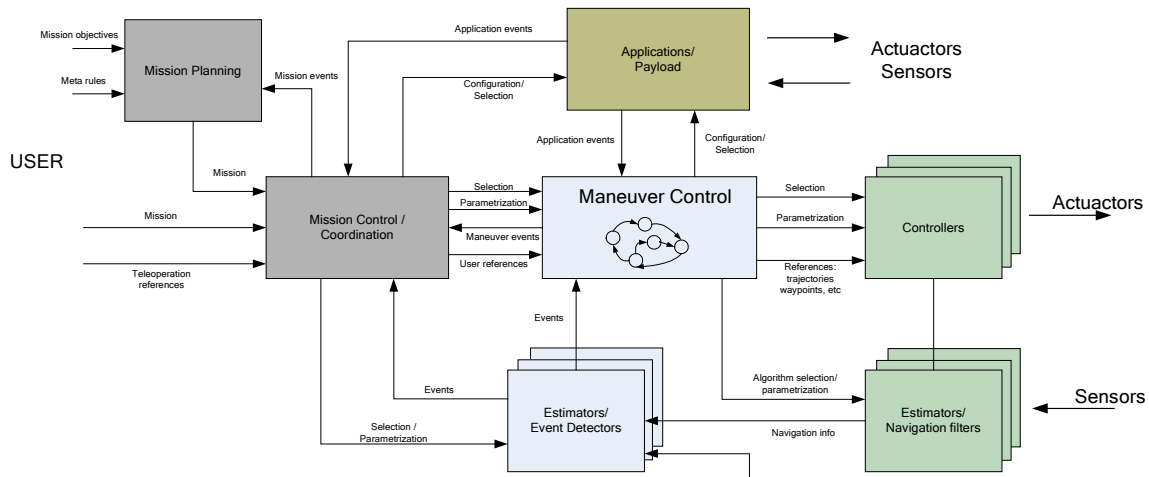 Mission objectives
Meta rules
Mission Planning
Mission events
Application events
Configuration/
Selection
Applications/
Payload
Actuactors
Sensors
Application events
Configuration/
Selection
USER
Mission
Mission
Teleoperation
references
Mission Control /
Coordination
Selection
Parametrization
Maneuver events
User references
Maneuver Control
Selection
Parametrization
References:
trajectories
waypoints, etc
Controllers
Actuactors
Events
Events
Selection /
Parametrization
Estimators/
Event Detectors
Algorithm selection/
parametrization
Navigation info
Estimators/
Navigation filters
Sensors